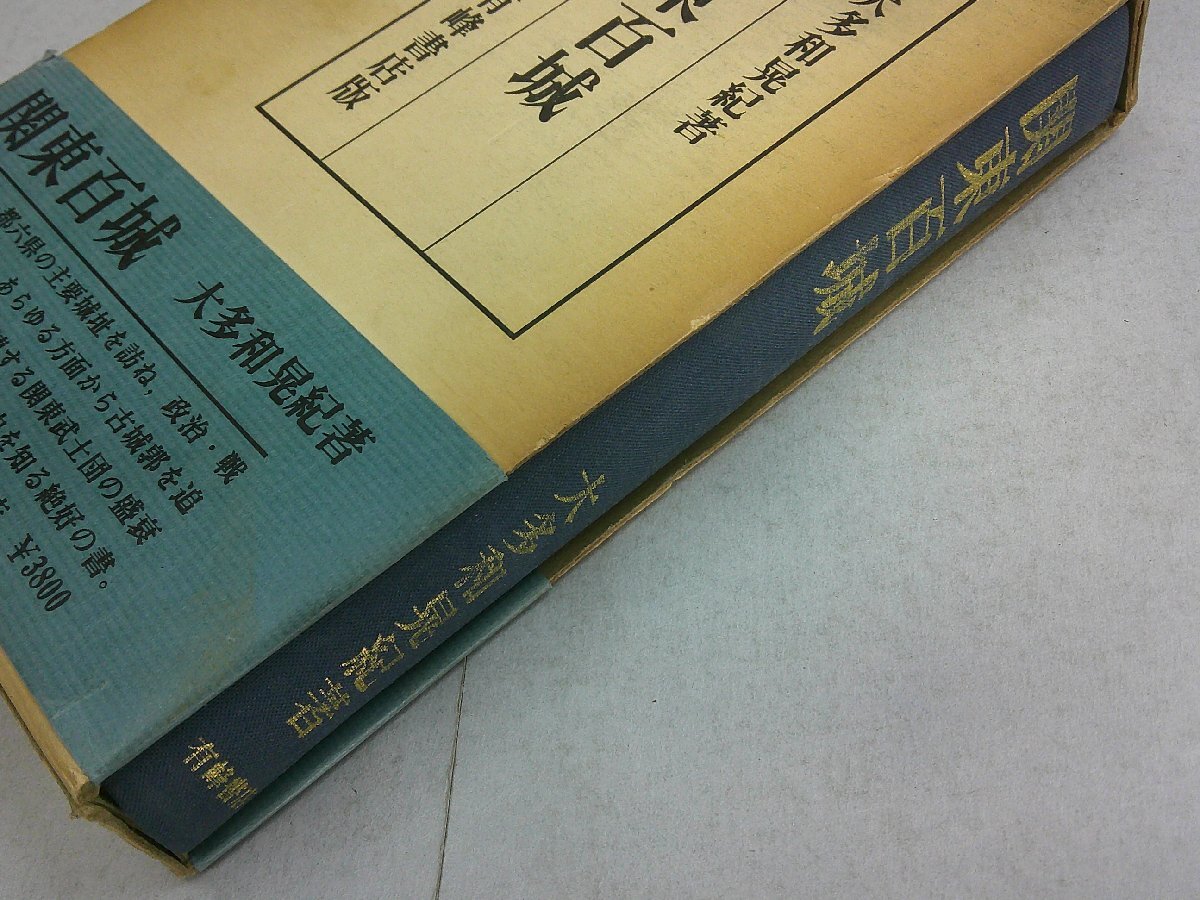 大多和晃紀著
東百城
有峰書店版
関東百城
大多和晃紀著
都六県の主要城址を訪ね，政治・戦
あらゆる方面から古城郭を追
する関東武士団の盛衰
を知る絶好の書。
¥3800
関東百城
大多和晃紀著
有峰書店